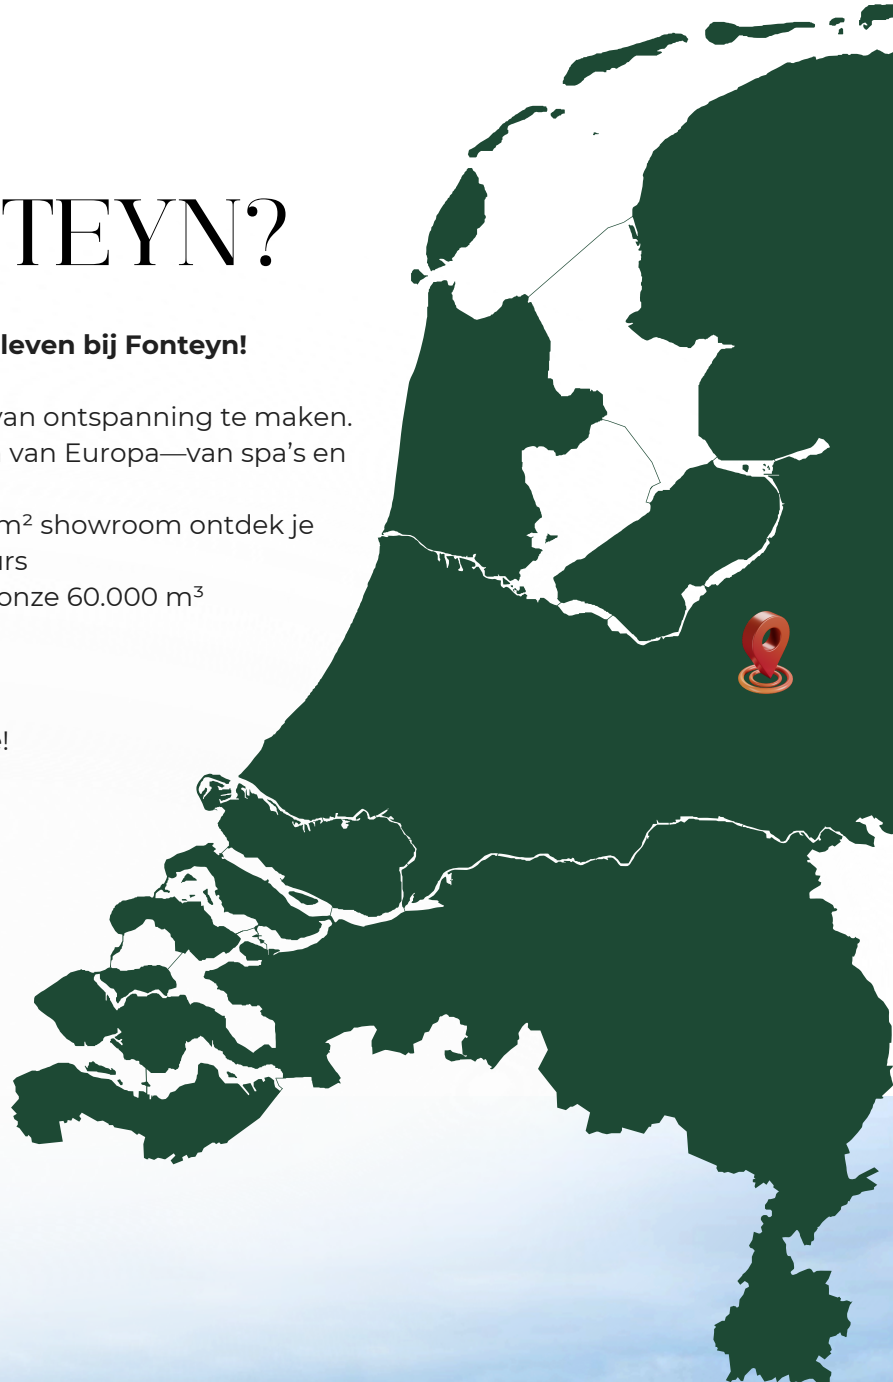 TEYN?
leven bij Fonteyn!
van ontspanning te maken.
van Europa—van spa’s en
m² showroom ontdek je
urs
onze 60.000 m³
e!